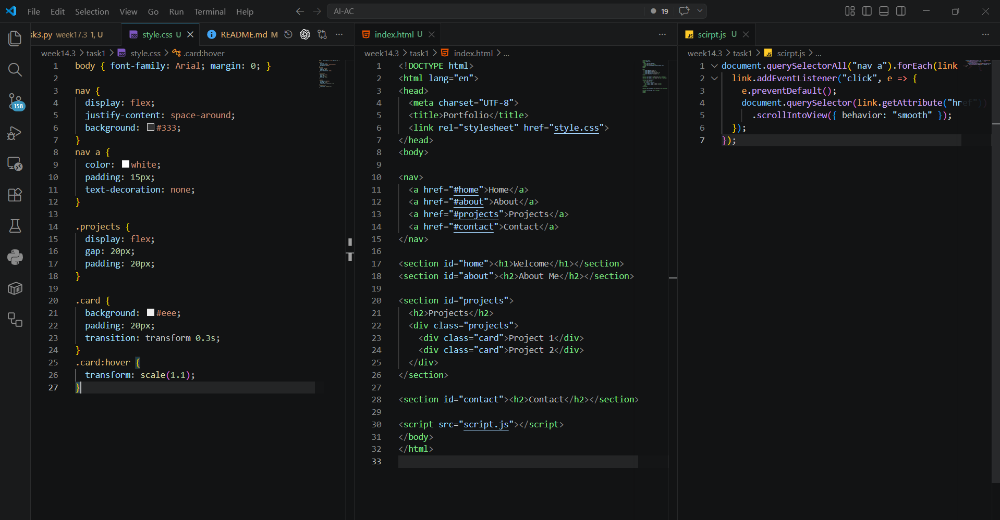 File Edit Selection View Go Run Terminal Help
AI-AC
19
sk3.py week17.3 1, U
style.css U
README.md M
index.html U
scirpt.js U
week14.3 > task1 > style.css > .card:hover
1 body { font-family: Arial; margin: 0; }
2
3 nav {
4 display: flex;
5 justify-content: space-around;
6 background: #333;
7 }
8 nav a {
9 color: white;
10 padding: 15px;
11 text-decoration: none;
12 }
13
14 .projects {
15 display: flex;
16 gap: 20px;
17 padding: 20px;
18 }
19
20 .card {
21 background: #eee;
22 padding: 20px;
23 transition: transform 0.3s;
24 }
25 .card:hover {
26 transform: scale(1.1);
27 }
week14.3 > task1 > index.html > ...
1 <!DOCTYPE html>
2 <html lang="en">
3 <head>
4 <meta charset="UTF-8">
5 <title>Portfolio</title>
6 <link rel="stylesheet" href="style.css">
7 </head>
8 <body>
9
10 <nav>
11 <a href="#home">Home</a>
12 <a href="#about">About</a>
13 <a href="#projects">Projects</a>
14 <a href="#contact">Contact</a>
15 </nav>
16
17 <section id="home"><h1>Welcome</h1></section>
18 <section id="about"><h2>About Me</h2></section>
19
20 <section id="projects">
21 <h2>Projects</h2>
22 <div class="projects">
23 <div class="card">Project 1</div>
24 <div class="card">Project 2</div>
25 </div>
26 </section>
27
28 <section id="contact"><h2>Contact</h2></section>
29
30 <script src="script.js"></script>
31 </body>
32 </html>
33
week14.3 > task1 > scirpt.js > ...
1 document.querySelectorAll("nav a").forEach(link
2 link.addEventListener("click", e => {
3 e.preventDefault();
4 document.querySelector(link.getAttribute("href"))
5 .scrollIntoView({ behavior: "smooth" });
6 });
7 });
158